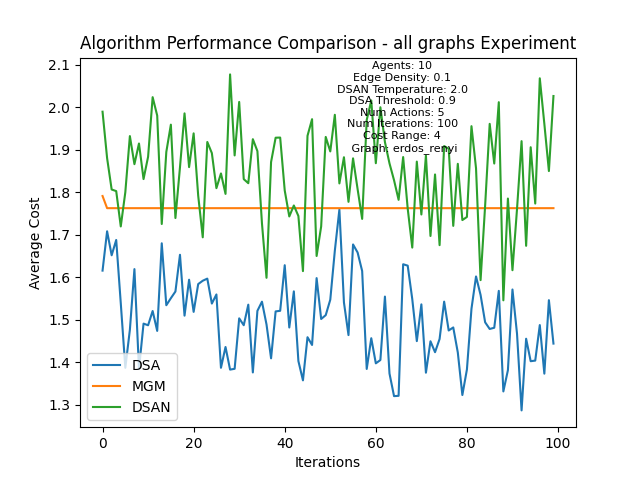 Algorithm Performance Comparison - all graphs Experiment
Agents: 10
Edge Density: 0.1
DSAN Temperature: 2.0
DSA Threshold: 0.9
Num Actions: 5
Num Iterations: 100
Cost Range: 4
Graph: erdos_renyi
2.1
2.0
1.9
1.8
1.7
1.6
1.5
1.4
1.3
Average Cost
DSA
MGM
DSAN
0
20
40
60
80
100
Iterations